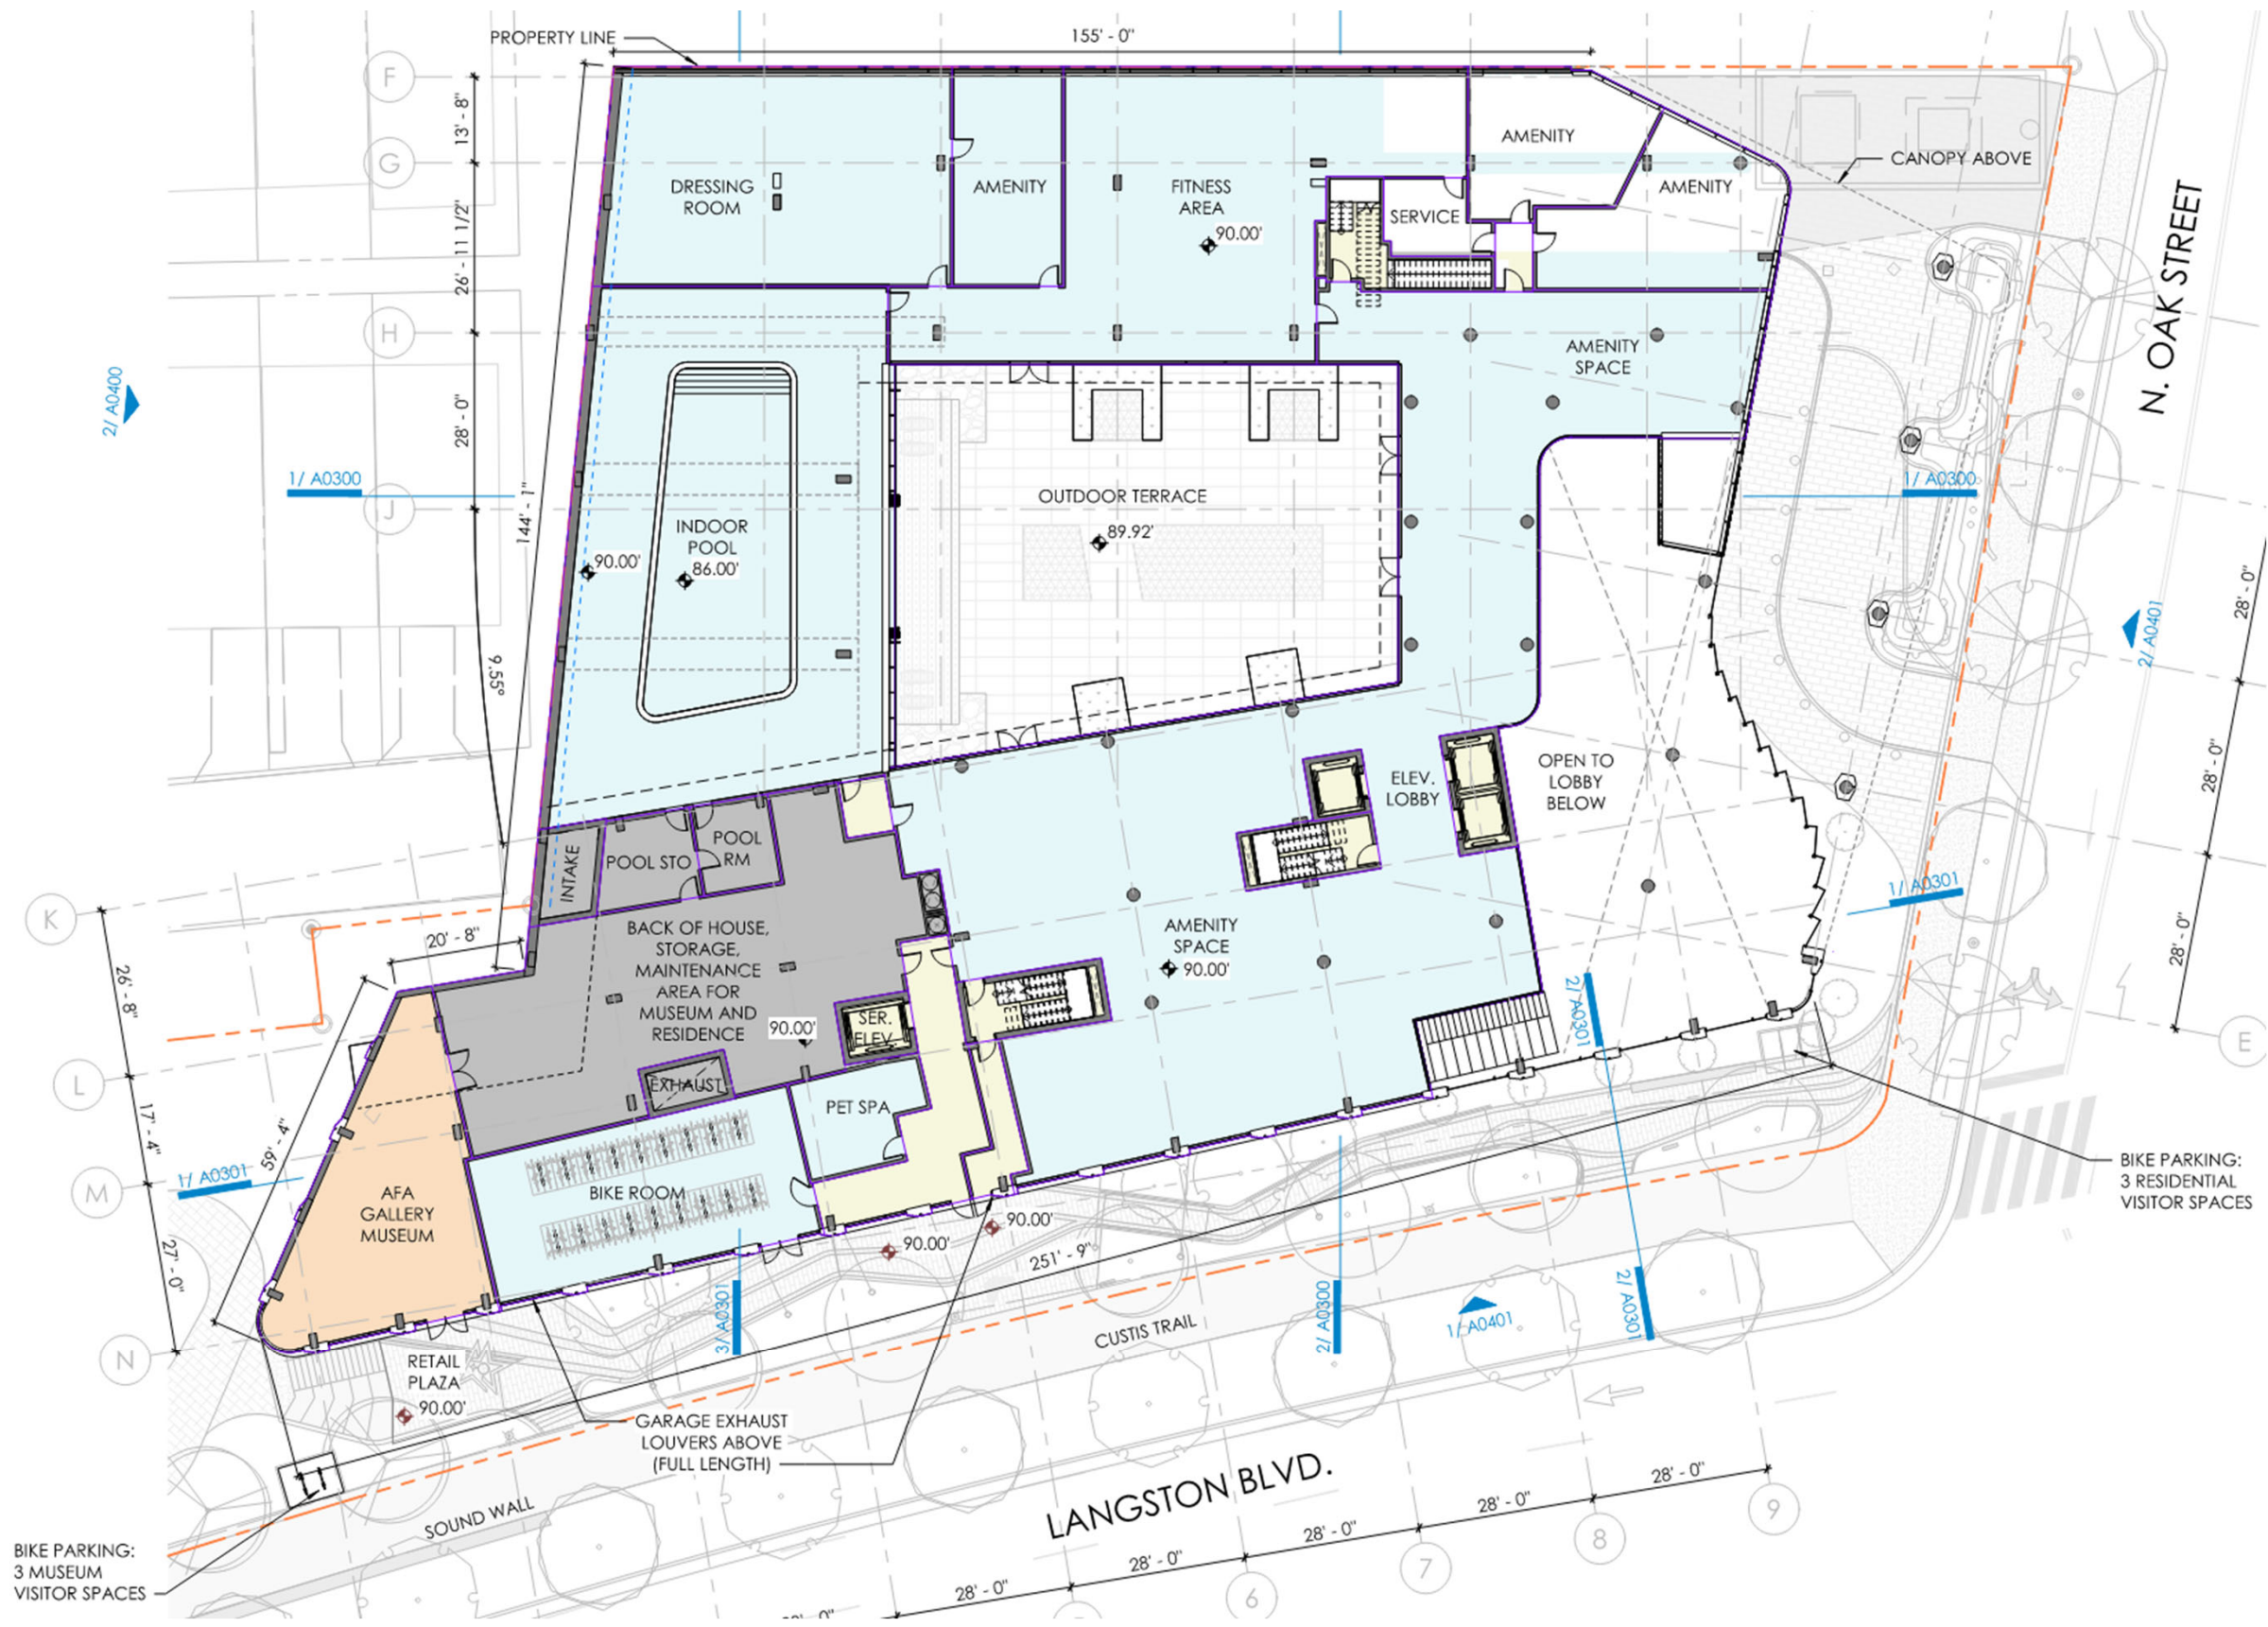 PROPERTY LINE
155' - 0"
F
13' - 8"
G
26' - 11 1/2"
H
28' - 0"
J
144' - 1"
9.55°
2/ A0400
1/ A0300
DRESSING
ROOM
AMENITY
FITNESS
AREA
90.00'
SERVICE
AMENITY
AMENITY
CANOPY ABOVE
N. OAK STREET
AMENITY
SPACE
OUTDOOR TERRACE
89.92'
INDOOR
POOL
86.00'
90.00'
1/ A0300
2/ A0401
28' - 0"
28' - 0"
28' - 0"
E
ELEV.
LOBBY
OPEN TO
LOBBY
BELOW
1/ A0301
INTAKE
POOL STO
POOL
RM
K
20' - 8"
26' - 8"
L
17' - 4"
M
27' - 0"
N
59' - 4"
1/ A0301
BACK OF HOUSE,
STORAGE,
MAINTENANCE
AREA FOR
MUSEUM AND
RESIDENCE
90.00'
SER.
ELEV.
EXHAUST
AMENITY
SPACE
90.00'
2/ A0301
PET SPA
BIKE ROOM
AFA
GALLERY
MUSEUM
BIKE PARKING:
3 RESIDENTIAL
VISITOR SPACES
90.00'
90.00'
251' - 9"
3/ A0301
2/ A0300
1/ A0401
2/ A0301
CUSTIS TRAIL
RETAIL
PLAZA
90.00'
GARAGE EXHAUST
LOUVERS ABOVE
(FULL LENGTH)
LANGSTON BLVD.
SOUND WALL
BIKE PARKING:
3 MUSEUM
VISITOR SPACES
28' - 0"
28' - 0"
28' - 0"
28' - 0"
28' - 0"
6
7
8
9